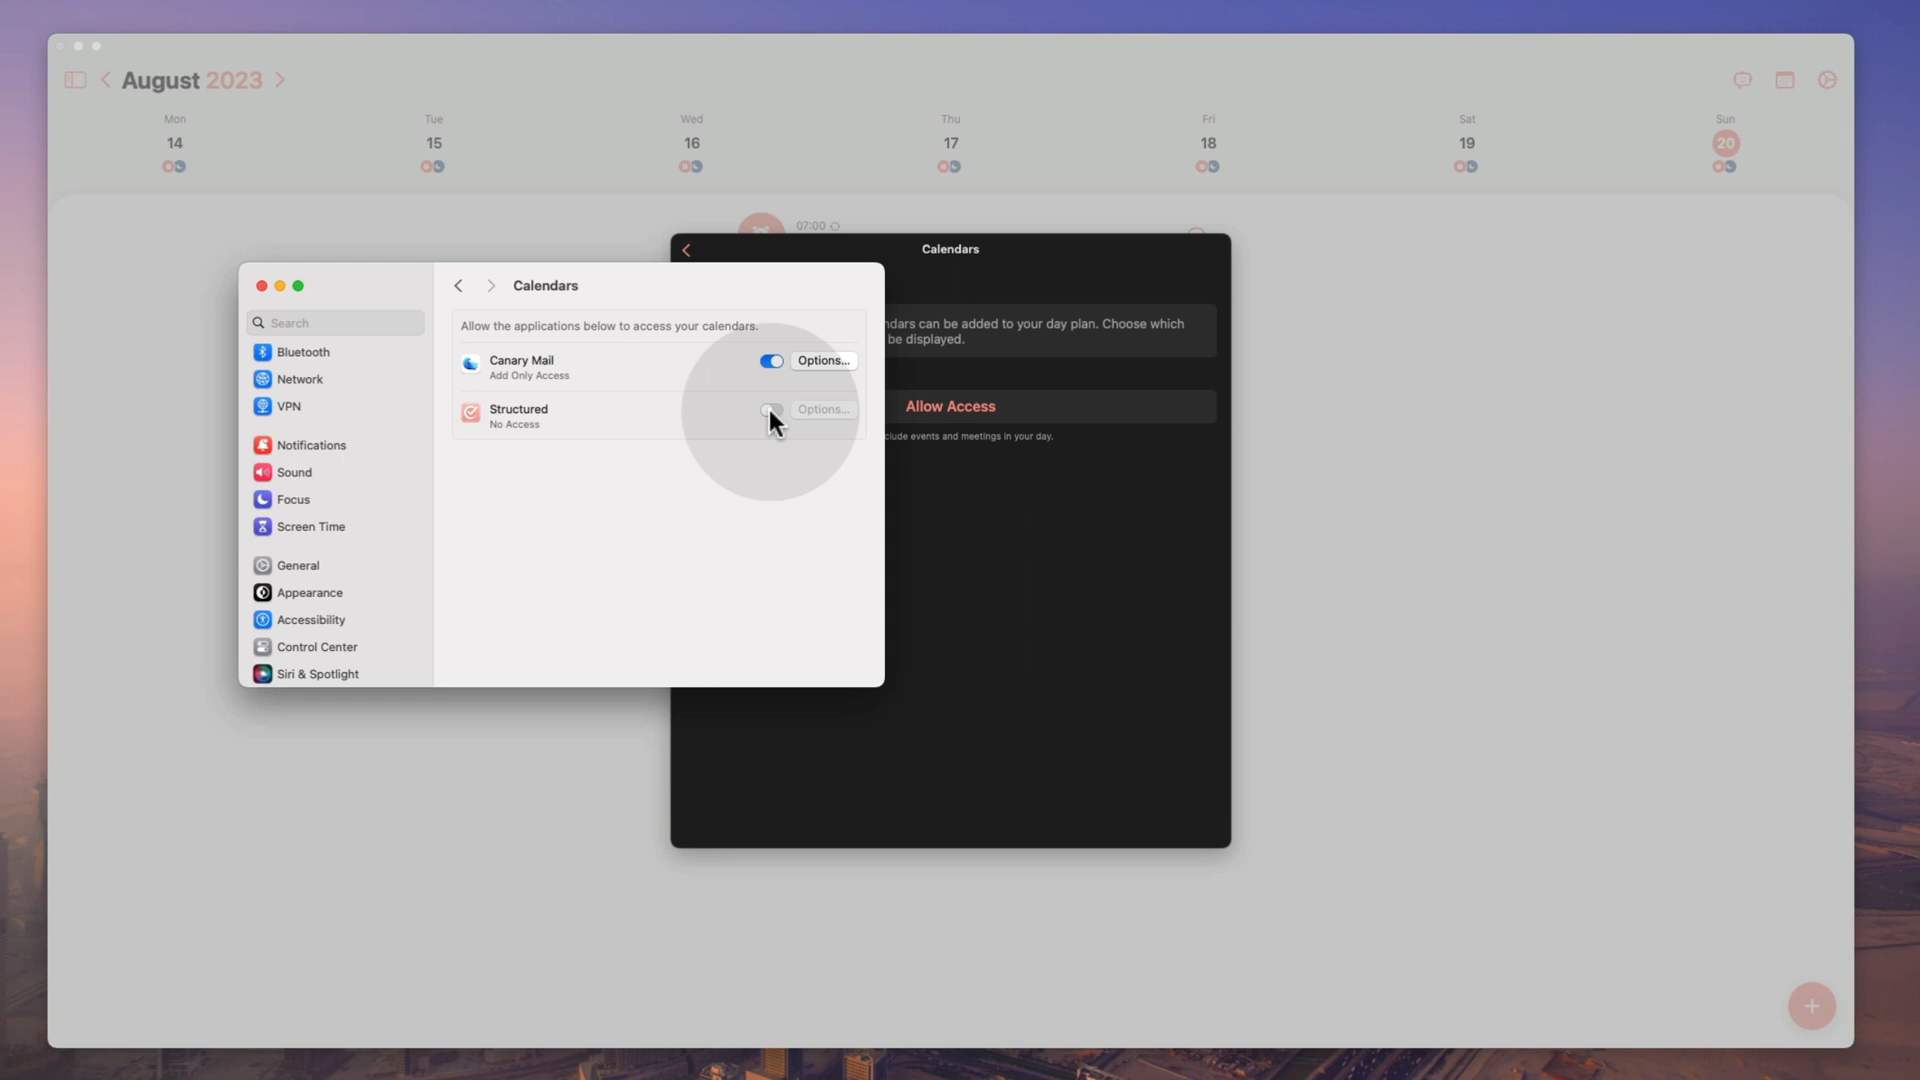 August 2023
Mon
Tue
Wed
Thu
Fri
Sat
Sun
14
15
16
17
18
19
20
07:00
Calendars
dars can be added to your day plan. Choose which
be displayed.
Allow Access
clude events and meetings in your day.
Calendars
Search
Bluetooth
Network
VPN
Notifications
Sound
Focus
Screen Time
General
Appearance
Accessibility
Control Center
Siri & Spotlight
Allow the applications below to access your calendars.
Canary Mail
Add Only Access
Options...
Structured
No Access
Options...